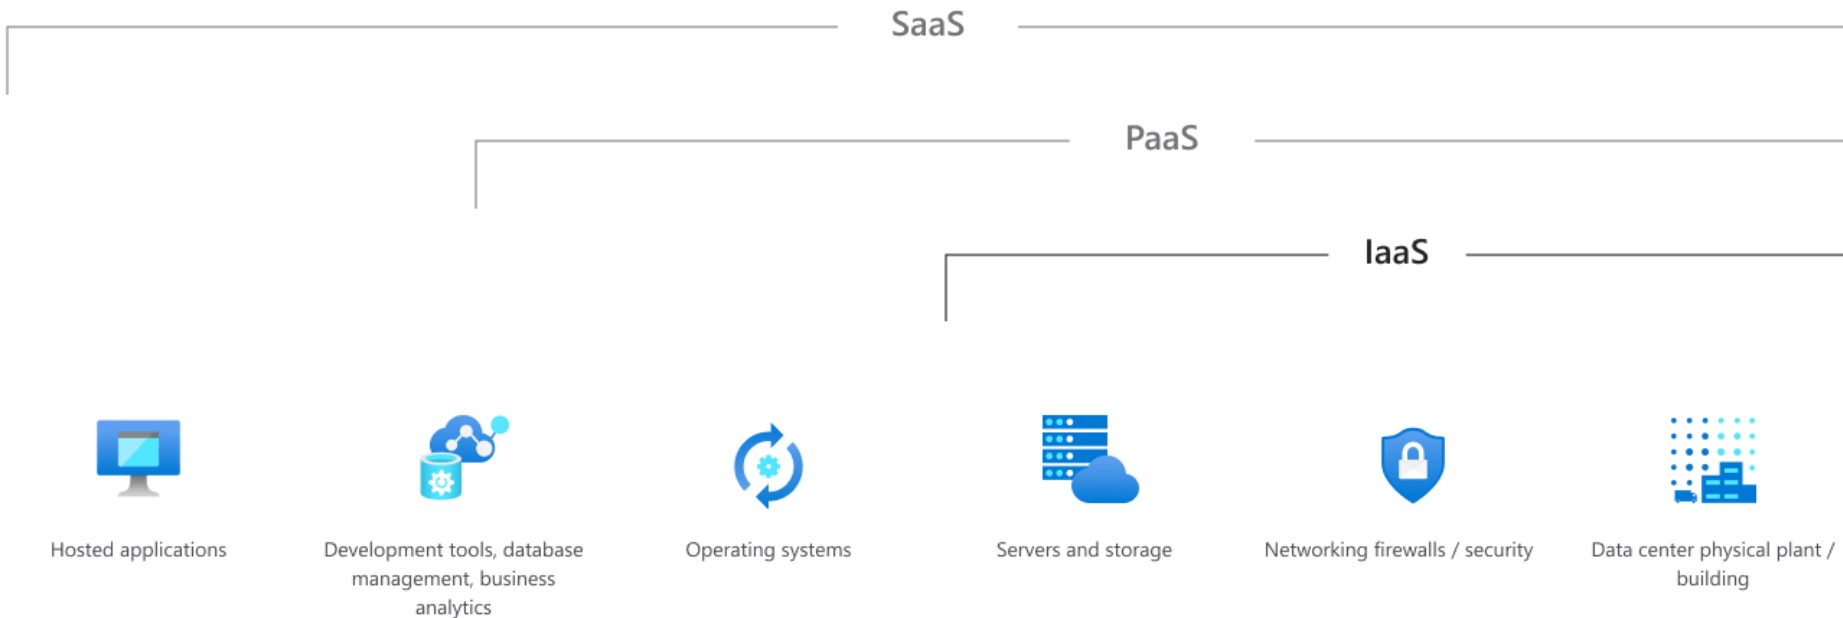 SaaS
PaaS
IaaS
Hosted applications
Development tools, database
management, business
analytics
Operating systems
Servers and storage
Networking firewalls / security
Data center physical plant /
building